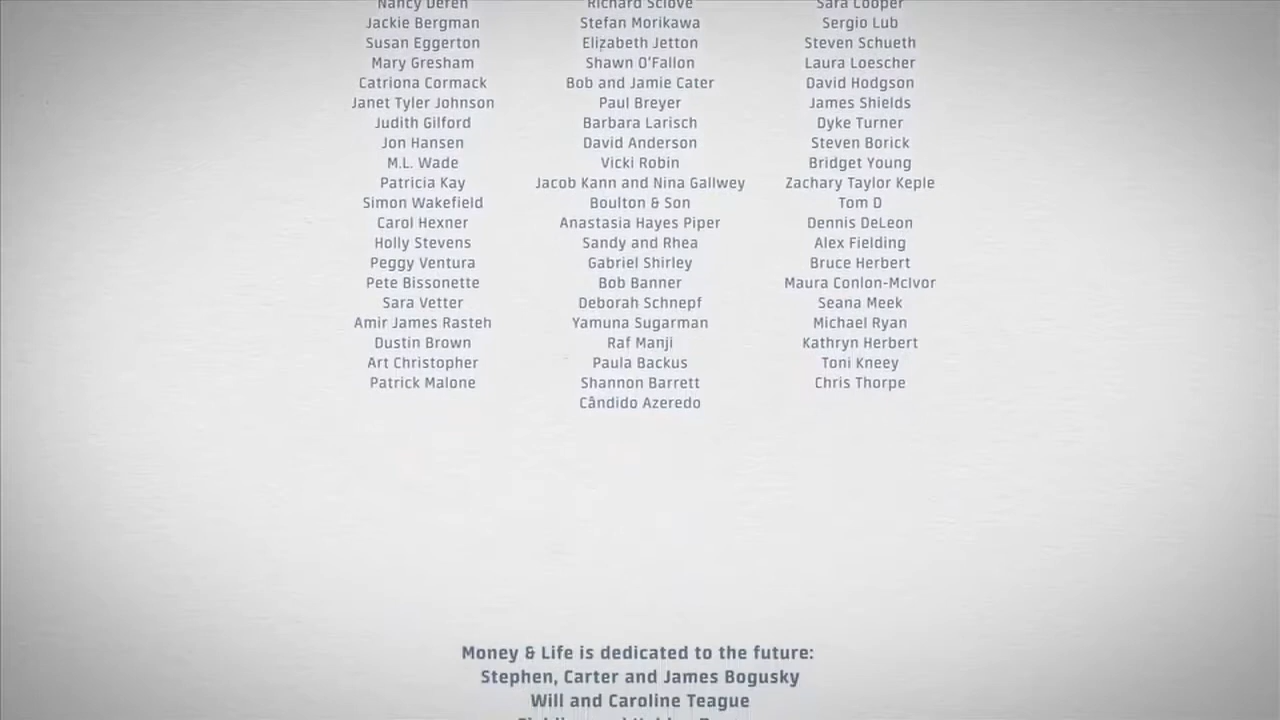 Nancy Deren
Jackie Bergman
Susan Eggerton
Mary Gresham
Catriona Cormack
Janet Tyler Johnson
Judith Gilford
Jon Hansen
M.L. Wade
Patricia Kay
Simon Wakefield
Carol Hexner
Holly Stevens
Peggy Ventura
Pete Bissonette
Sara Vetter
Amir James Rasteh
Dustin Brown
Art Christopher
Patrick Malone
Richard Sclove
Stefan Morikawa
Elizabeth Jetton
Shawn O'Fallon
Bob and Jamie Cater
Paul Breyer
Barbara Larisch
David Anderson
Vicki Robin
Jacob Kann and Nina Gallwey
Boulton & Son
Anastasia Hayes Piper
Sandy and Rhea
Gabriel Shirley
Bob Banner
Deborah Schnepf
Yamuna Sugarman
Raf Manji
Paula Backus
Shannon Barrett
Cândido Azeredo
Sara Cooper
Sergio Lub
Steven Schueth
Laura Loescher
David Hodgson
James Shields
Dyke Turner
Steven Borick
Bridget Young
Zachary Taylor Keple
Tom D
Dennis DeLeon
Alex Fielding
Bruce Herbert
Maura Conlon-McIvor
Seana Meek
Michael Ryan
Kathryn Herbert
Toni Kneey
Chris Thorpe
Money & Life is dedicated to the future:
Stephen, Carter and James Bogusky
Will and Caroline Teague